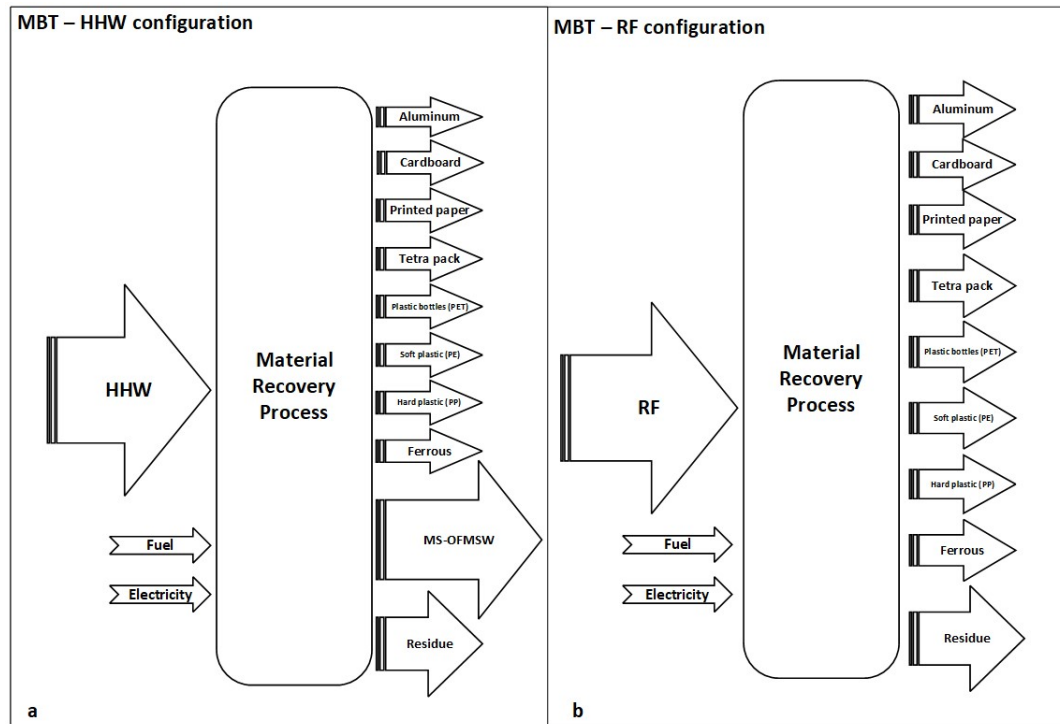 MBT – HHW configuration
Aluminum
Cardboard
Printed paper
Tetra pack
Plastic bottles (PET)
Soft plastic (PE)
Hard plastic (PP)
Ferrous
MS-OFMSW
Residue
HHW
Material
Recovery
Process
Fuel
Electricity
a
MBT – RF configuration
Aluminum
Cardboard
Printed paper
Tetra pack
Plastic bottles (PET)
Soft plastic (PE)
Hard plastic (PP)
Ferrous
Residue
RF
Material
Recovery
Process
Fuel
Electricity
b